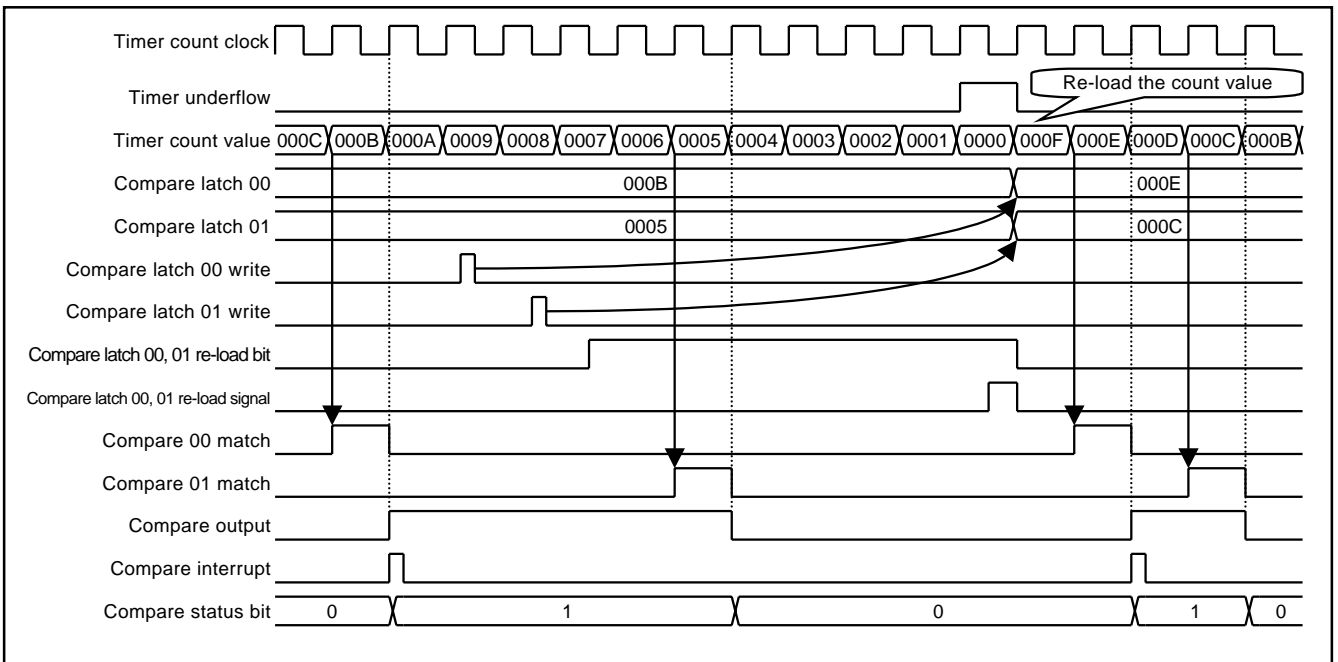 Timer count clock
Timer underflow
Re-load the count value
Timer count value 000C 000B 000A 0009 0008 0007 0006 0005 0004 0003 0002 0001 0000 000F 000E 000D 000C 000B
Compare latch 00 000B 000E
Compare latch 01 0005 000C
Compare latch 00 write
Compare latch 01 write
Compare latch 00, 01 re-load bit
Compare latch 00, 01 re-load signal
Compare 00 match
Compare 01 match
Compare output
Compare interrupt
Compare status bit 0 1 0 1 0